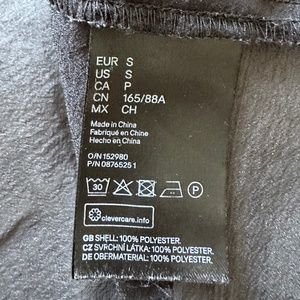 EUR S
US S
CA P
CN 165/88A
MX CH
Made in China
Fabriqué en Chine
Hecho en China
O/N 152980
P/N 08765251
30 P
clevercare.info
GB SHELL: 100% POLYESTER.
CZ SVRCHNÍ LÁTKA: 100% POLYESTER.
DE OBERMATERIAL: 100% POLYESTER.